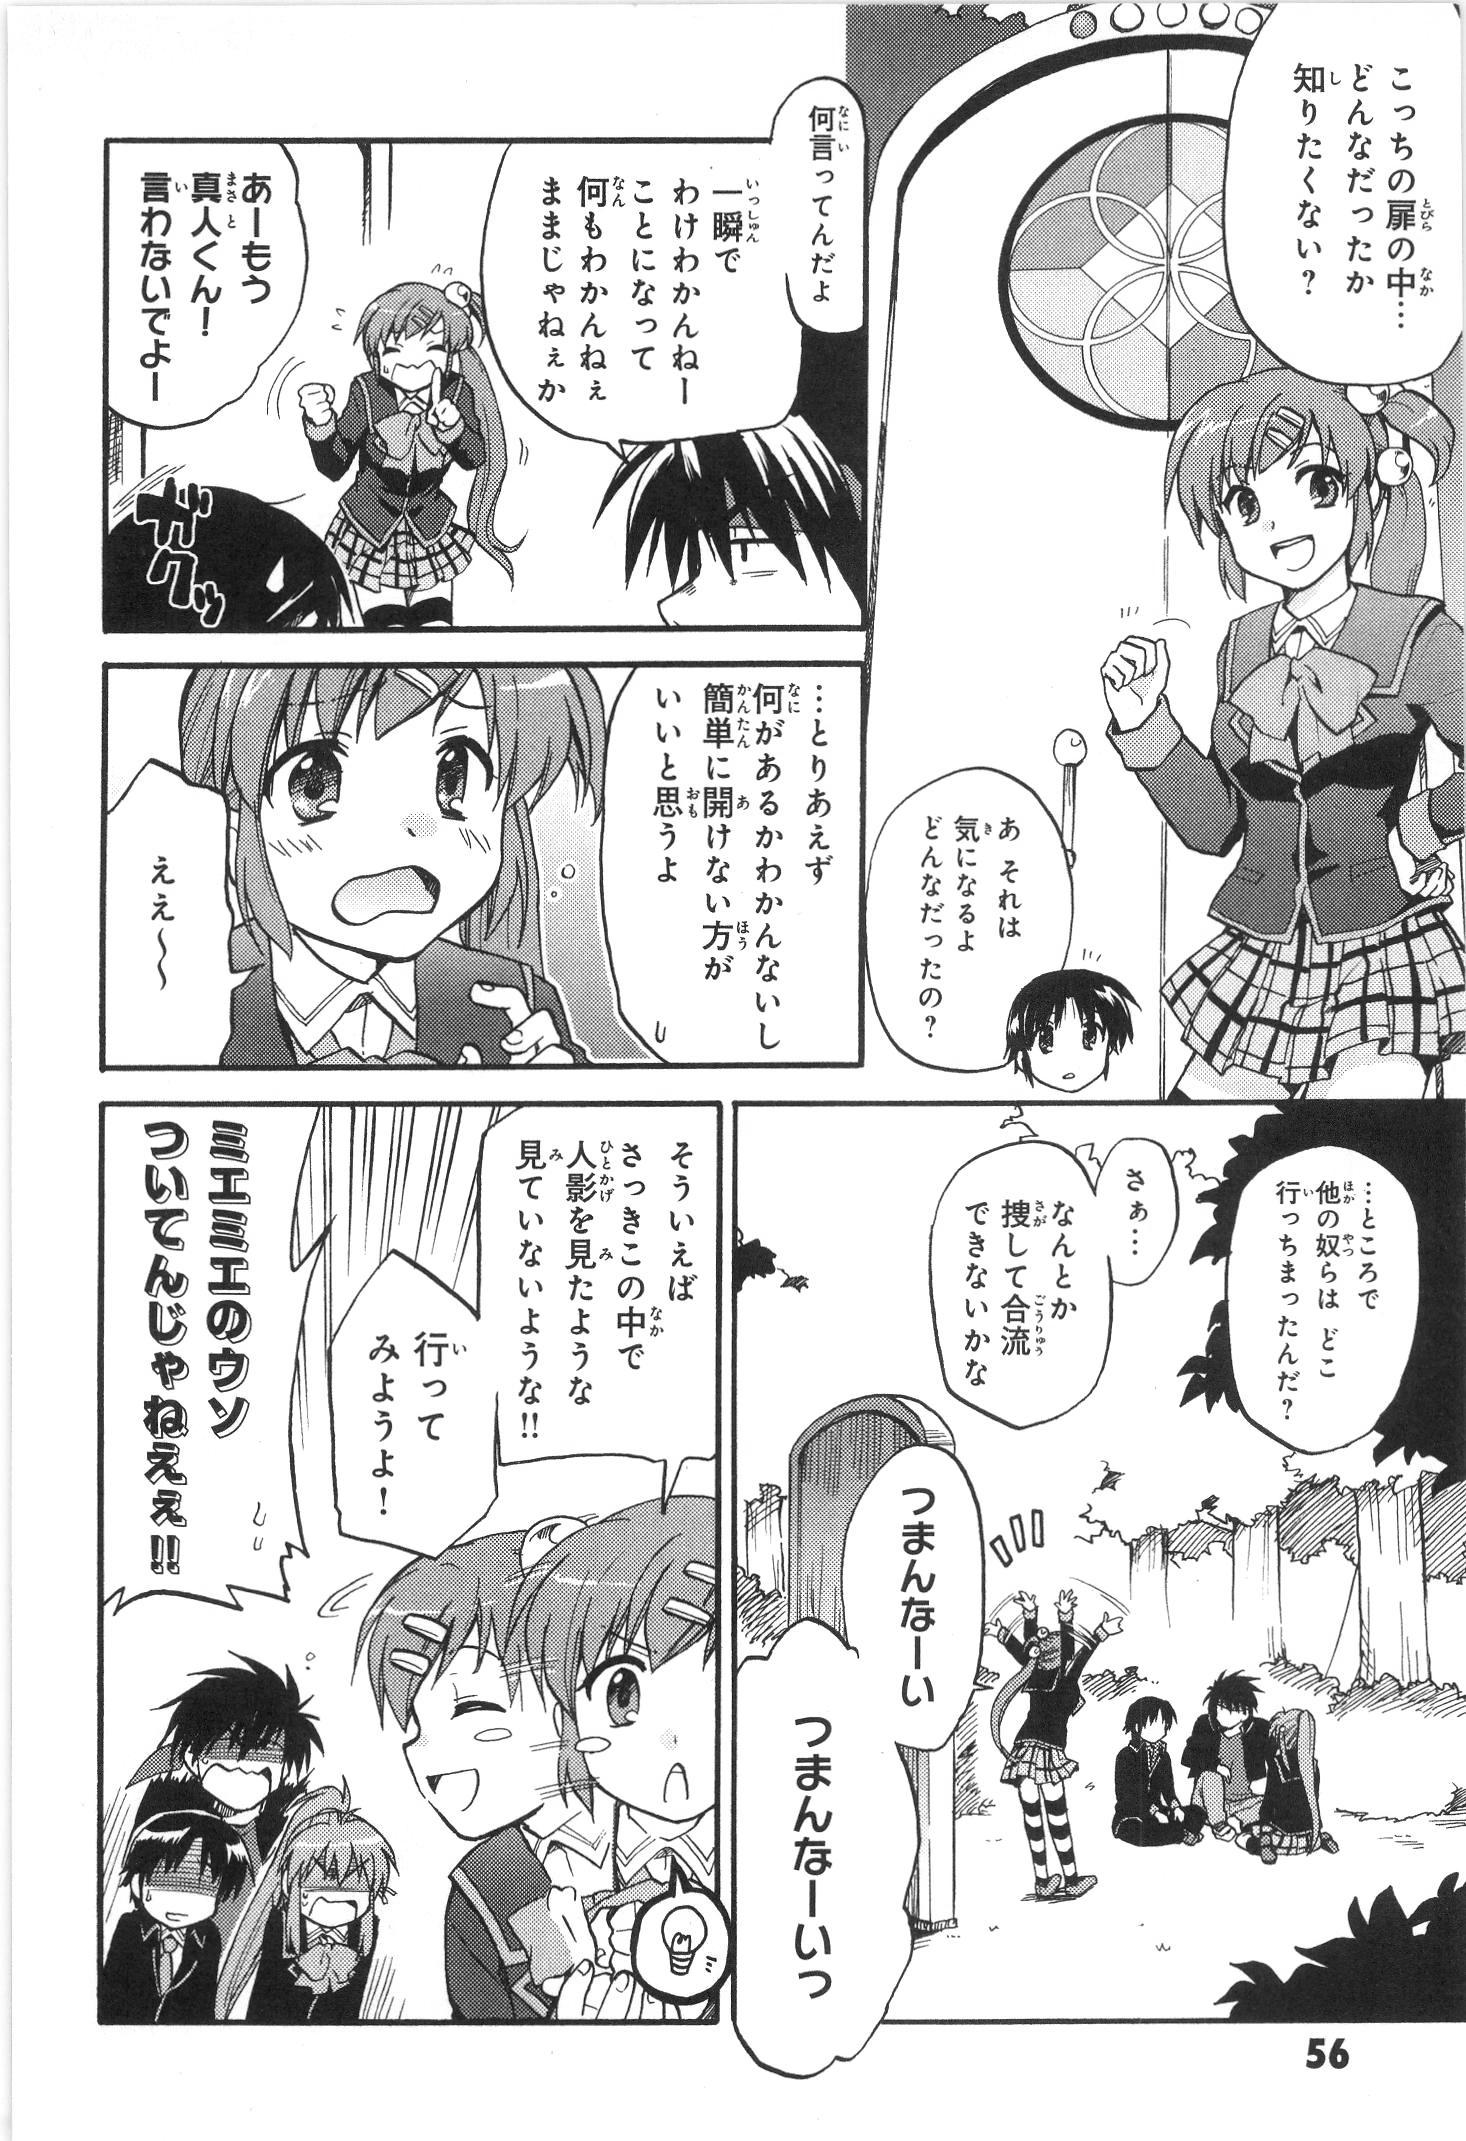 こっちの扉の中…
どんなだったか
知りたくない？
あ それは
気になるよ
どんなだったの？
何言ってんだよ
一瞬で
わけわかんねー
ことになって
何もわかんねぇ
ままじゃねぇか
あーもう
真人くん！
言わないでよー
ガクッ
…とりあえず
何があるかわかんないし
簡単に開けない方が
いいと思うよ
ええ〜
…ところで
他の奴らは どこ
行っちまったんだ？
さぁ…
なんとか
捜して合流
できないかな
つまんなーい
つまんなーいっ
そういえば
さっきこの中で
人影を見たような
見ていないような!!
行って
みようよ！
ミエミエのウソ
ついてんじゃねえぇ!!
56